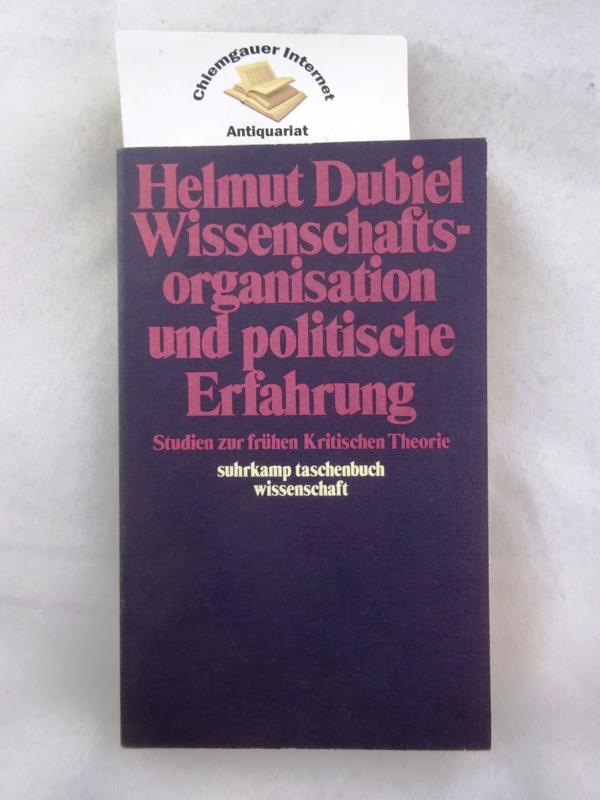 Chiemgauer Internet
Antiquariat
Helmut Dubiel
Wissenschafts-
organisation
und politische
Erfahrung
Studien zur frühen Kritischen Theorie
suhrkamp taschenbuch
wissenschaft